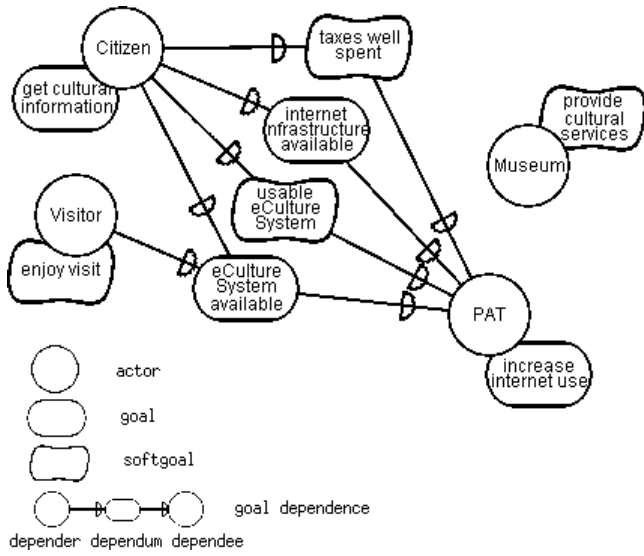 Citizen
taxes well
spent
get cultural
information
internet
nfrastructure
available
provide
cultural
services
Museum
usable
eCulture
System
Visitor
enjoy visit
eCulture
System
available
PAT
increase
internet use
actor
goal
softgoal
goal dependence
depender dependum dependee